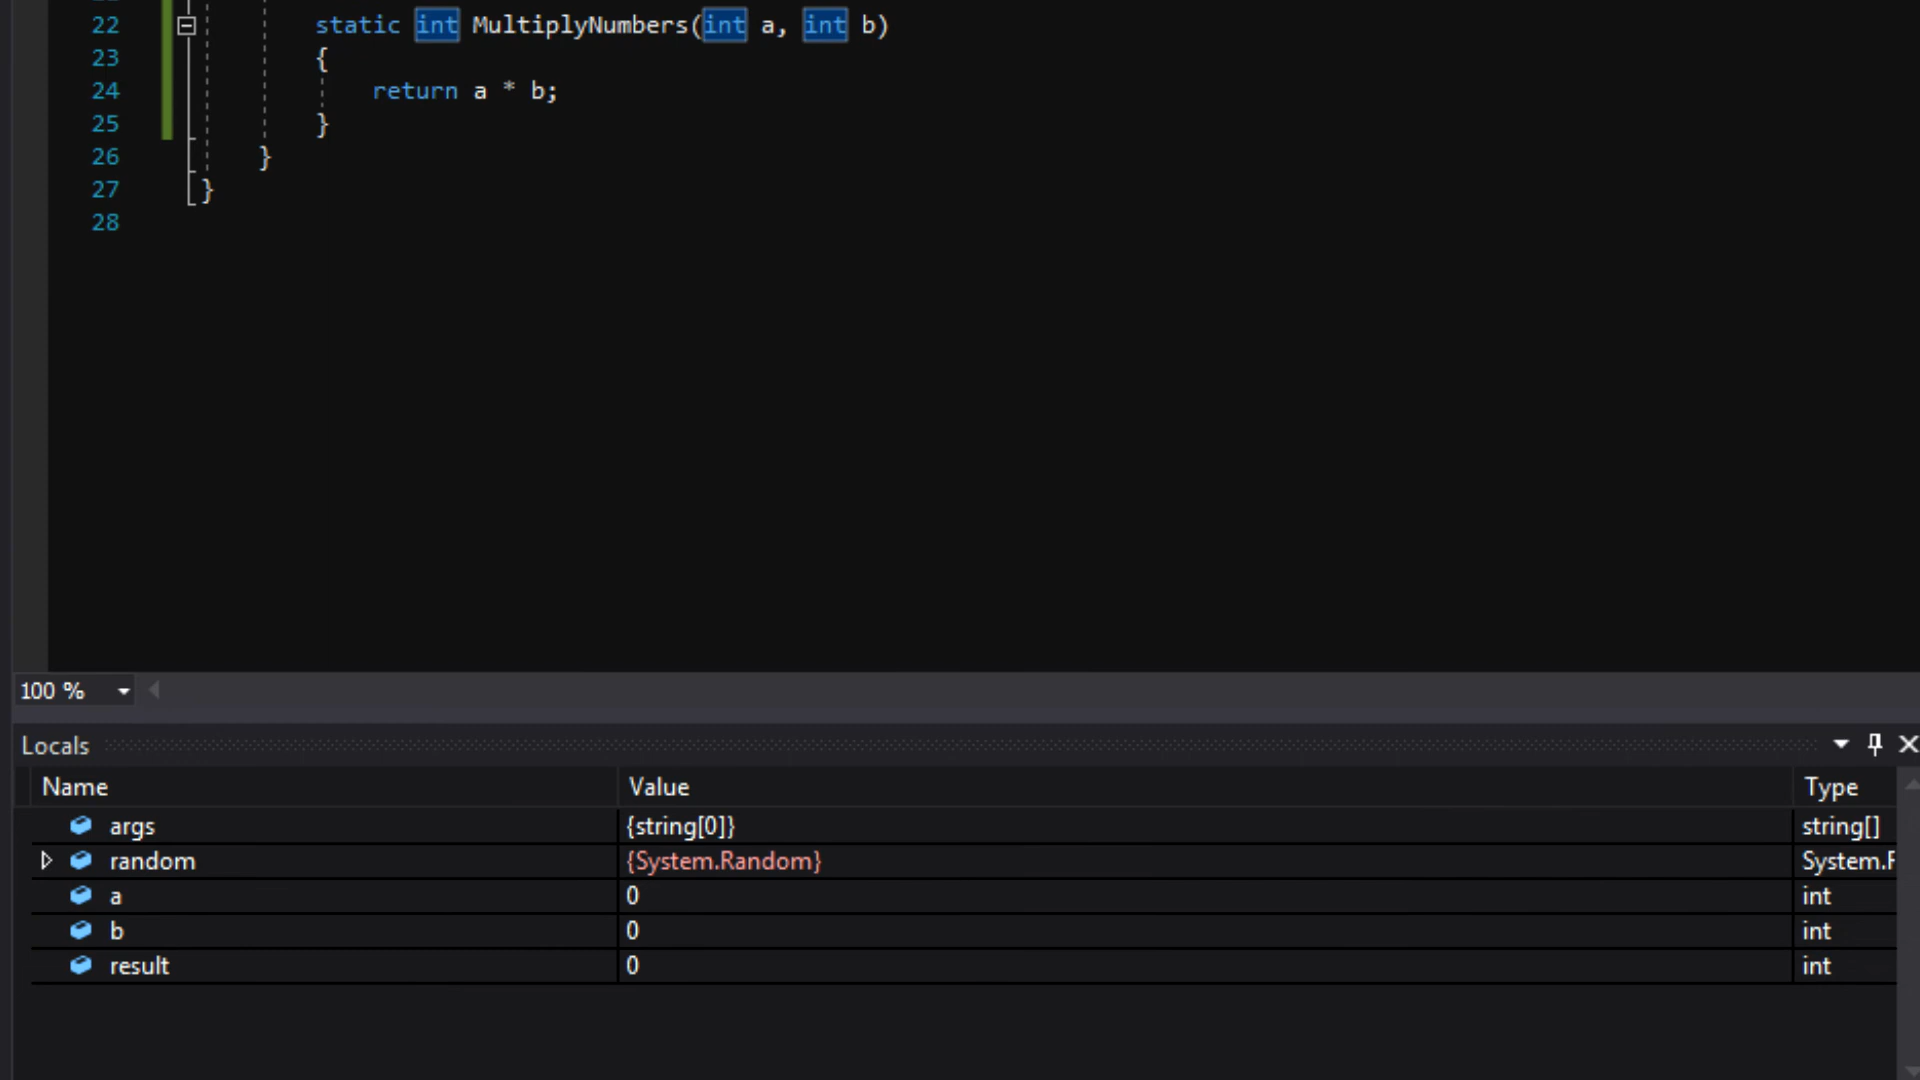 22 static int MultiplyNumbers(int a, int b)
23 {
24 return a * b;
25 }
26 }
27 }
28
100 %
Locals
Name Value Type
args {string[0]} string[]
random {System.Random} System.F
a 0 int
b 0 int
result 0 int